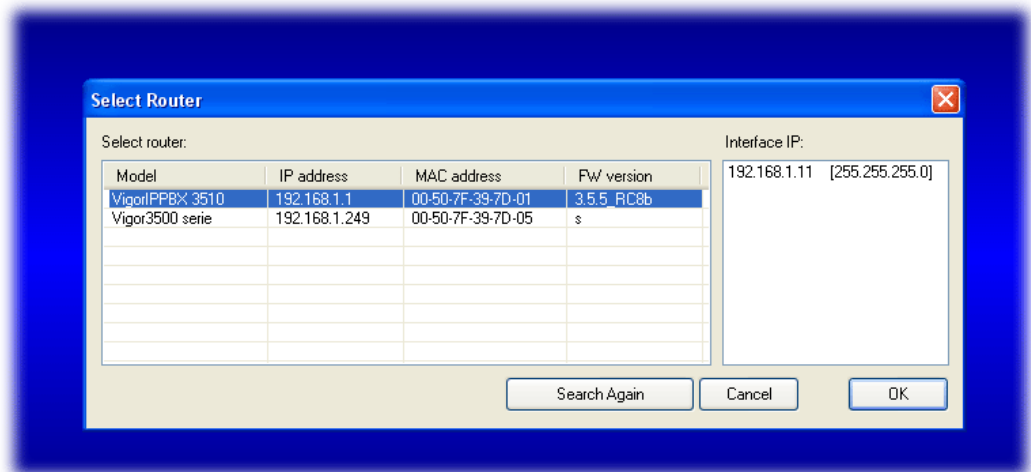 Select Router
Select router:
Interface IP:
Model IP address MAC address FW version
VigorIPPBX 3510 192.168.1.1 00-50-7F-39-7D-01 3.5.5_RC8b
Vigor3500 serie 192.168.1.249 00-50-7F-39-7D-05 s
192.168.1.11 [255.255.255.0]
Search Again
Cancel
OK